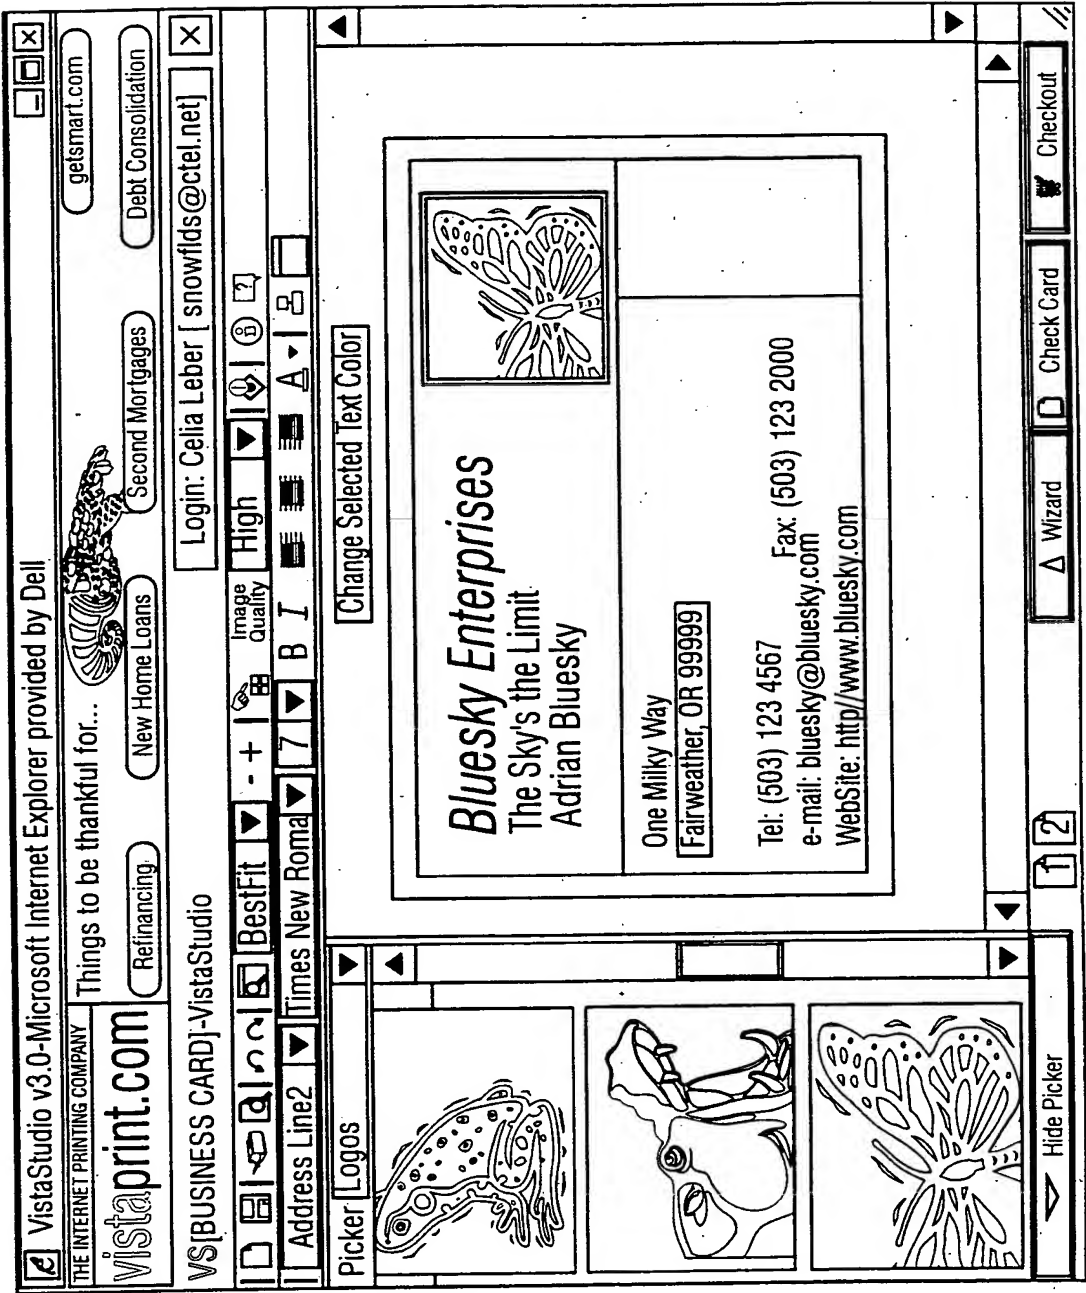 VistaStudio v3.0-Microsoft Internet Explorer provided by Dell
THE INTERNET PRINTING COMPANY
vistaprint.com
Things to be thankful for...
getsmart.com
Refinancing
New Home Loans
Second Mortgages
Debt Consolidation
VS[BUSINESS CARD]-VistaStudio
Login: Celia Leber [ snowflds@ctel.net]
BestFit
- +
Image
Quality
High
?
Address Line2
Times New Roma
7
B I
A
Picker Logos
Change Selected Text Color
Bluesky Enterprises
The Sky's the Limit
Adrian Bluesky
One Milky Way
Fairweather, OR 99999
Tel: (503) 123 4567 Fax: (503) 123 2000
e-mail: bluesky@bluesky.com
WebSite: http//www.bluesky.com
Hide Picker
1 2
Wizard
Check Card
Checkout